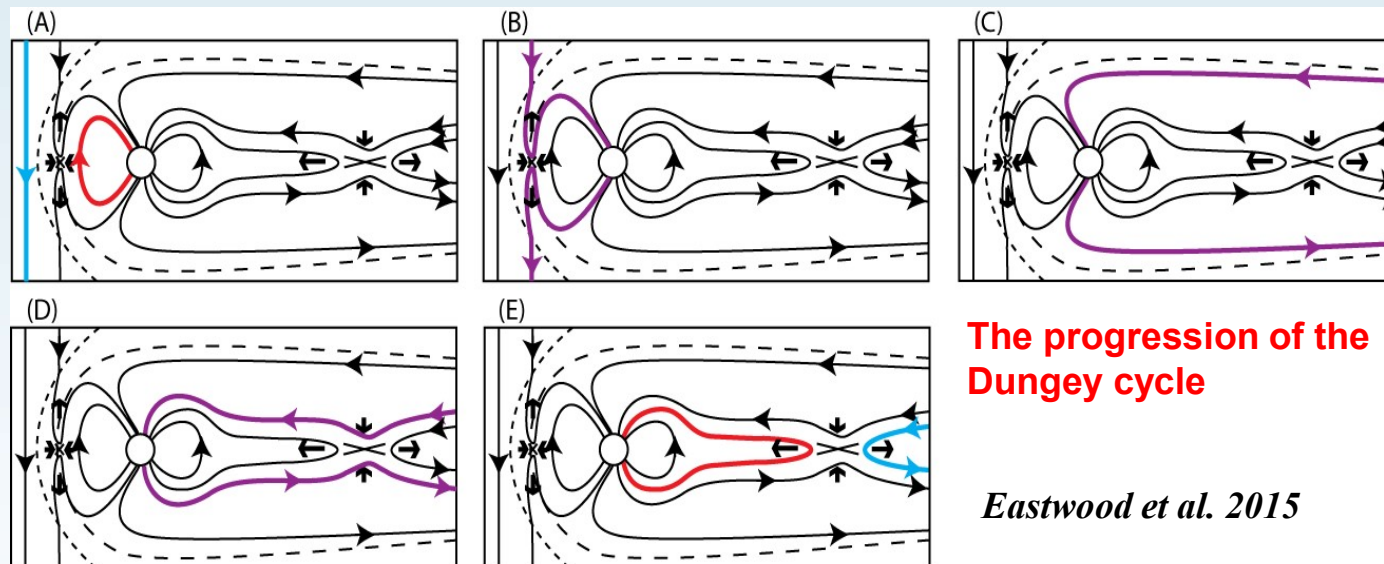 (A)
(B)
(C)
(D)
(E)
The progression of the
Dungey cycle
Eastwood et al. 2015